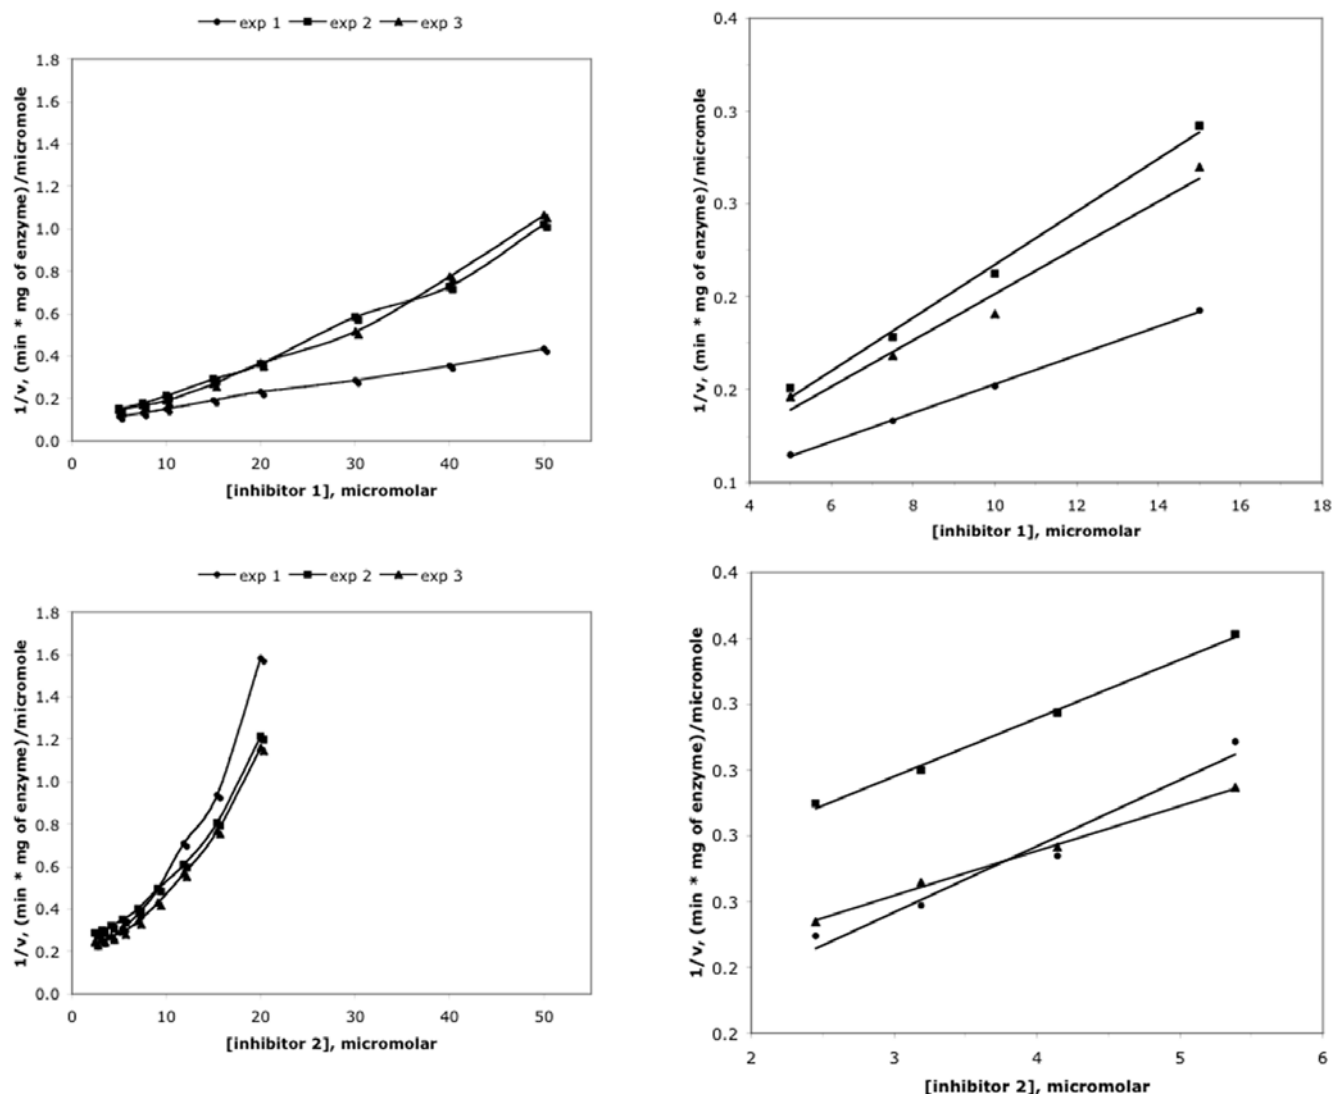 exp 1 exp 2 exp 3
1/v, (min * mg of enzyme)/micromole
1.8
1.6
1.4
1.2
1.0
0.8
0.6
0.4
0.2
0.0
0 10 20 30 40 50
[inhibitor 1], micromolar
1/v, (min * mg of enzyme)/micromole
0.4
0.3
0.3
0.2
0.2
0.1
4 6 8 10 12 14 16 18
[inhibitor 1], micromolar
exp 1 exp 2 exp 3
1/v, (min * mg of enzyme)/micromole
1.8
1.6
1.4
1.2
1.0
0.8
0.6
0.4
0.2
0.0
0 10 20 30 40 50
[inhibitor 2], micromolar
1/v, (min * mg of enzyme)/micromole
0.4
0.4
0.3
0.3
0.3
0.3
0.2
0.2
2 3 4 5 6
[inhibitor 2], micromolar